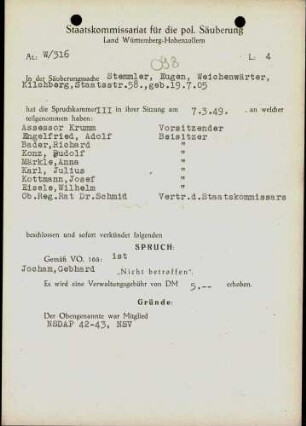 Staatskommissariat für die pol. Säuberung
Land Württemberg-Hohenzollern
Az: W/316
L: 4
098
In der Säuberungssache Stemmler, Eugen, Weichenwärter,
Kilchberg, Staatsstr.58., geb.19.7.05
hat die Spruchkammer III in ihrer Sitzung am 7.3.49. an welcher
teilgenommen haben:
Assessor Krumm Vorsitzender
Engelfried, Adolf Beisitzer
Bader, Richard "
Konz, Rudolf "
Märkle, Anna "
Karl, Julius "
Kottmann, Josef "
Eisele, Wilhelm "
Ob.Reg.Rat Dr.Schmid Vertr.d.Staatskommissars
beschlossen und sofort verkündet folgenden
SPRUCH:
Gemäß VO. 165: ist
Jocham, Gebhard „Nicht betroffen“.
Es wird eine Verwaltungsgebühr von DM 5.-- erhoben.
Gründe:
Der Obengenannte war Mitglied
NSDAP 42-43, NSV